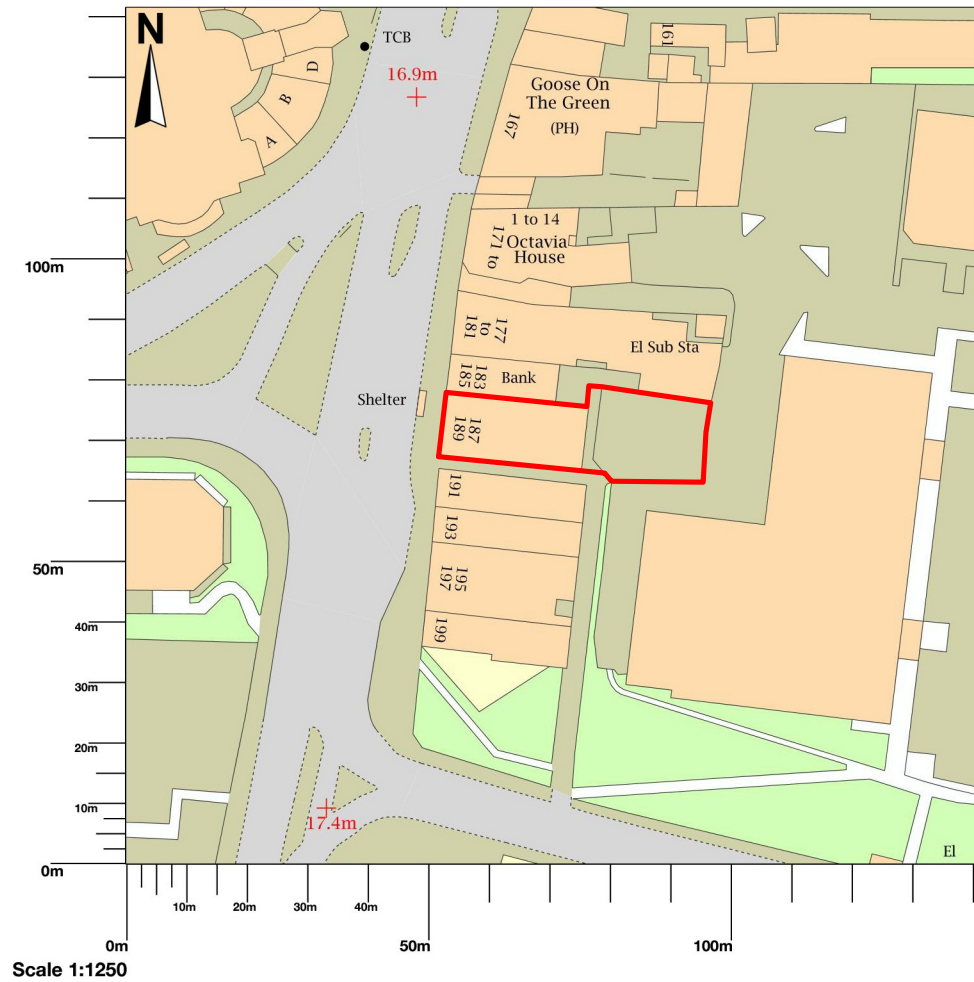 N
TCB
16.9m
D
B
A
161
Goose On
The Green
(PH)
167
1 to 14
Octavia
House
171 to
177
to
181
El Sub Sta
183
185
Bank
Shelter
187
189
191
193
195
197
199
17.4m
El
100m
50m
40m
30m
20m
10m
0m
10m
20m
30m
40m
0m
50m
100m
Scale 1:1250